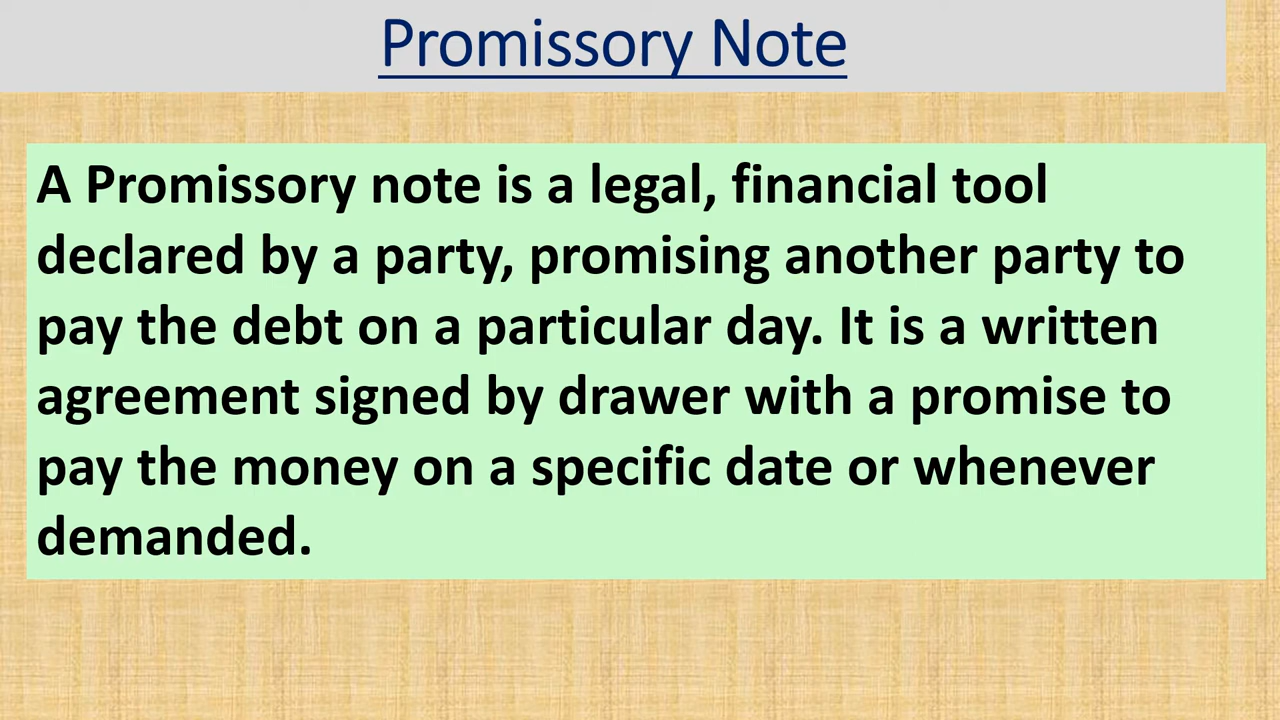 Promissory Note
A Promissory note is a legal, financial tool
declared by a party, promising another party to
pay the debt on a particular day. It is a written
agreement signed by drawer with a promise to
pay the money on a specific date or whenever
demanded.